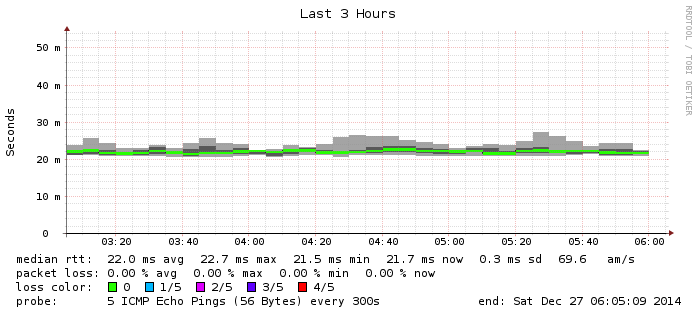 Last 3 Hours
RRDTOOL / TOBI OETIKER
Seconds
50 m
40 m
30 m
20 m
10 m
0
03:20 03:40 04:00 04:20 04:40 05:00 05:20 05:40 06:00
median rtt: 22.0 ms avg 22.7 ms max 21.5 ms min 21.7 ms now 0.3 ms sd 69.6 am/s
packet loss: 0.00 % avg 0.00 % max 0.00 % min 0.00 % now
loss color: 0 1/5 2/5 3/5 4/5
probe: 5 ICMP Echo Pings (56 Bytes) every 300s end: Sat Dec 27 06:05:09 2014